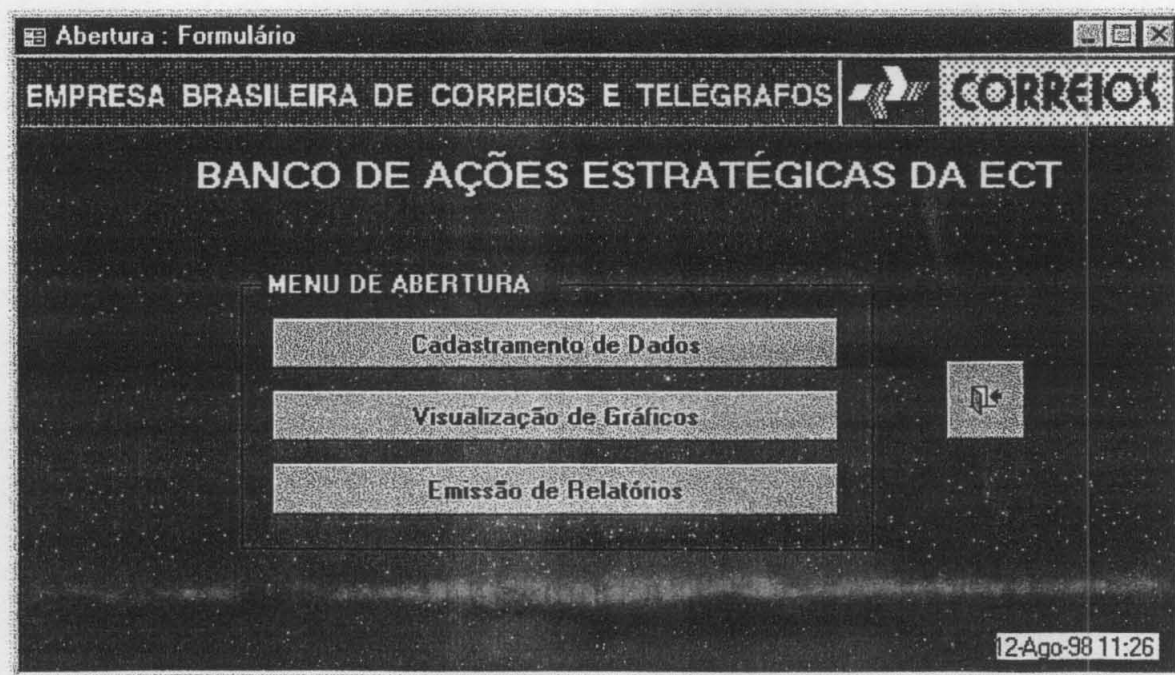 Abertura : Formulário
EMPRESA BRASILEIRA DE CORREIOS E TELÉGRAFOS CORREIOS
BANCO DE AÇÕES ESTRATÉGICAS DA ECT
MENU DE ABERTURA
Cadastramento de Dados
Visualização de Gráficos
Emissão de Relatórios
12-Ago-98 11:26